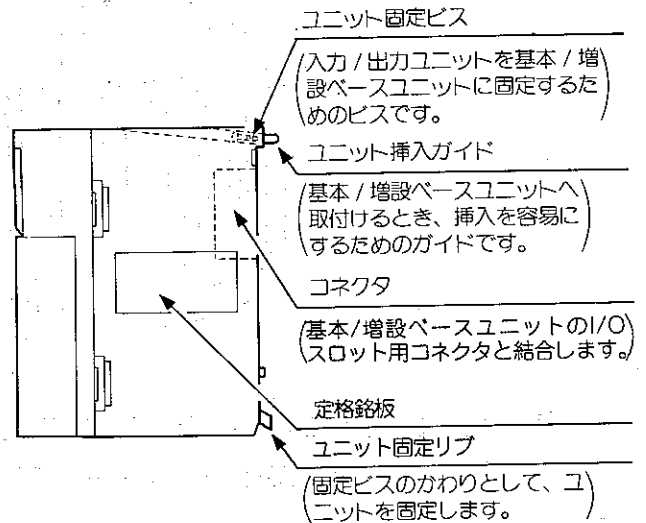 ユニット固定ビス
(入力/出力ユニットを基本/増
設ベースユニットに固定するた
めのビスです。)
ユニット挿入ガイド
(基本/増設ベースユニットへ
取付けるとき、挿入を容易に
するためのガイドです。)
コネクタ
(基本/増設ベースユニットのI/O
スロット用コネクタと結合します。)
定格銘板
ユニット固定リブ
(固定ビスのかわりとして、ユ
ニットを固定します。)